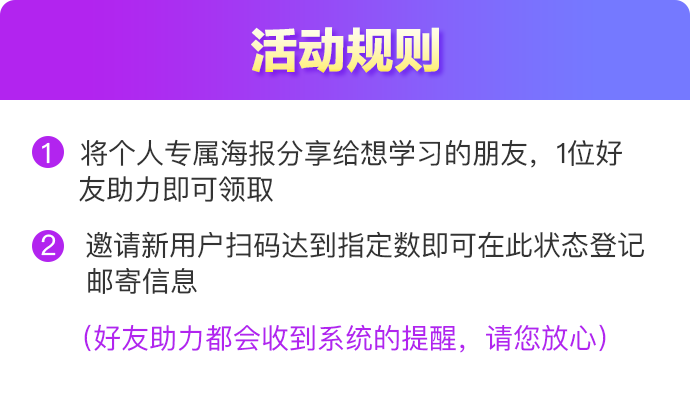 活动规则
1 将个人专属海报分享给想学习的朋友，1位好
友助力即可领取
2 邀请新用户扫码达到指定数即可在此状态登记
邮寄信息
（好友助力都会收到系统的提醒，请您放心）